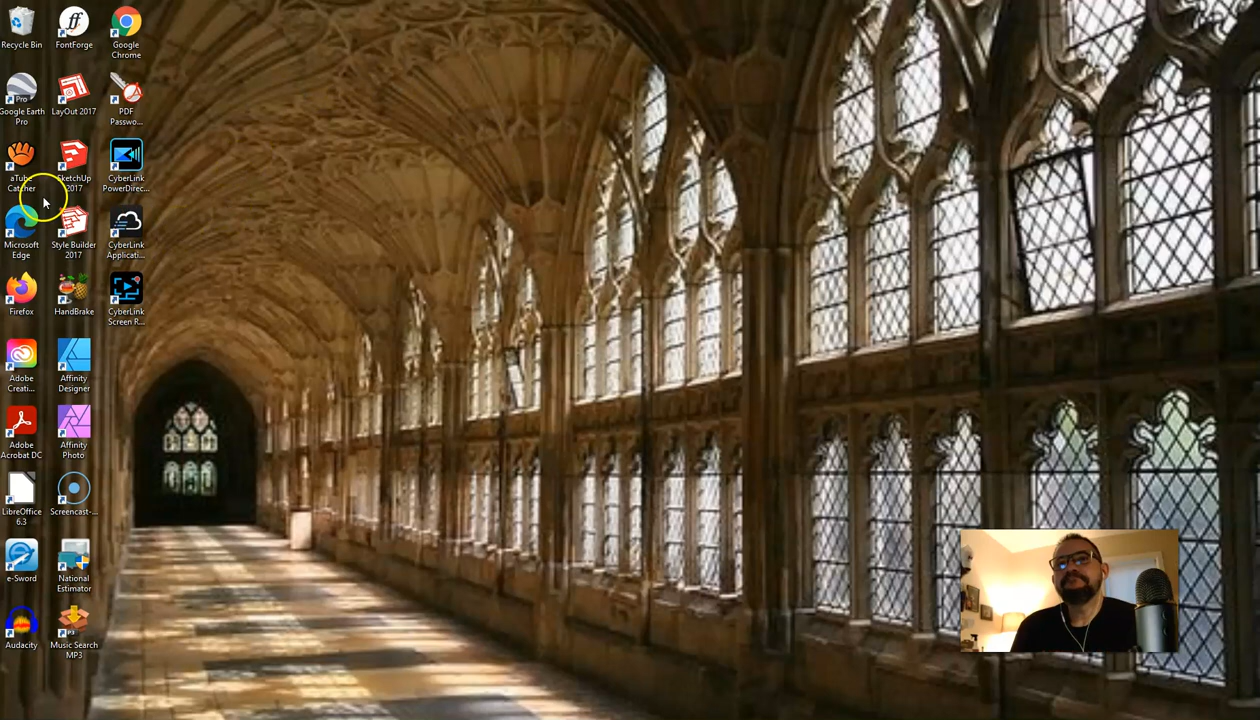 Recycle Bin
FontForge
Google
Chrome
Pro
Google Earth
Pro
LayOut 2017
PDF
Passwo...
aTube
Catcher
SketchUp
2017
CyberLink
PowerDirec...
Microsoft
Edge
Style Builder
2017
CyberLink
Applicati...
Firefox
HandBrake
CyberLink
Screen R...
Adobe
Creati...
Affinity
Designer
Adobe
Acrobat DC
Affinity
Photo
LibreOffice
6.3
Screencast-...
e-Sword
National
Estimator
Audacity
Music Search
MP3